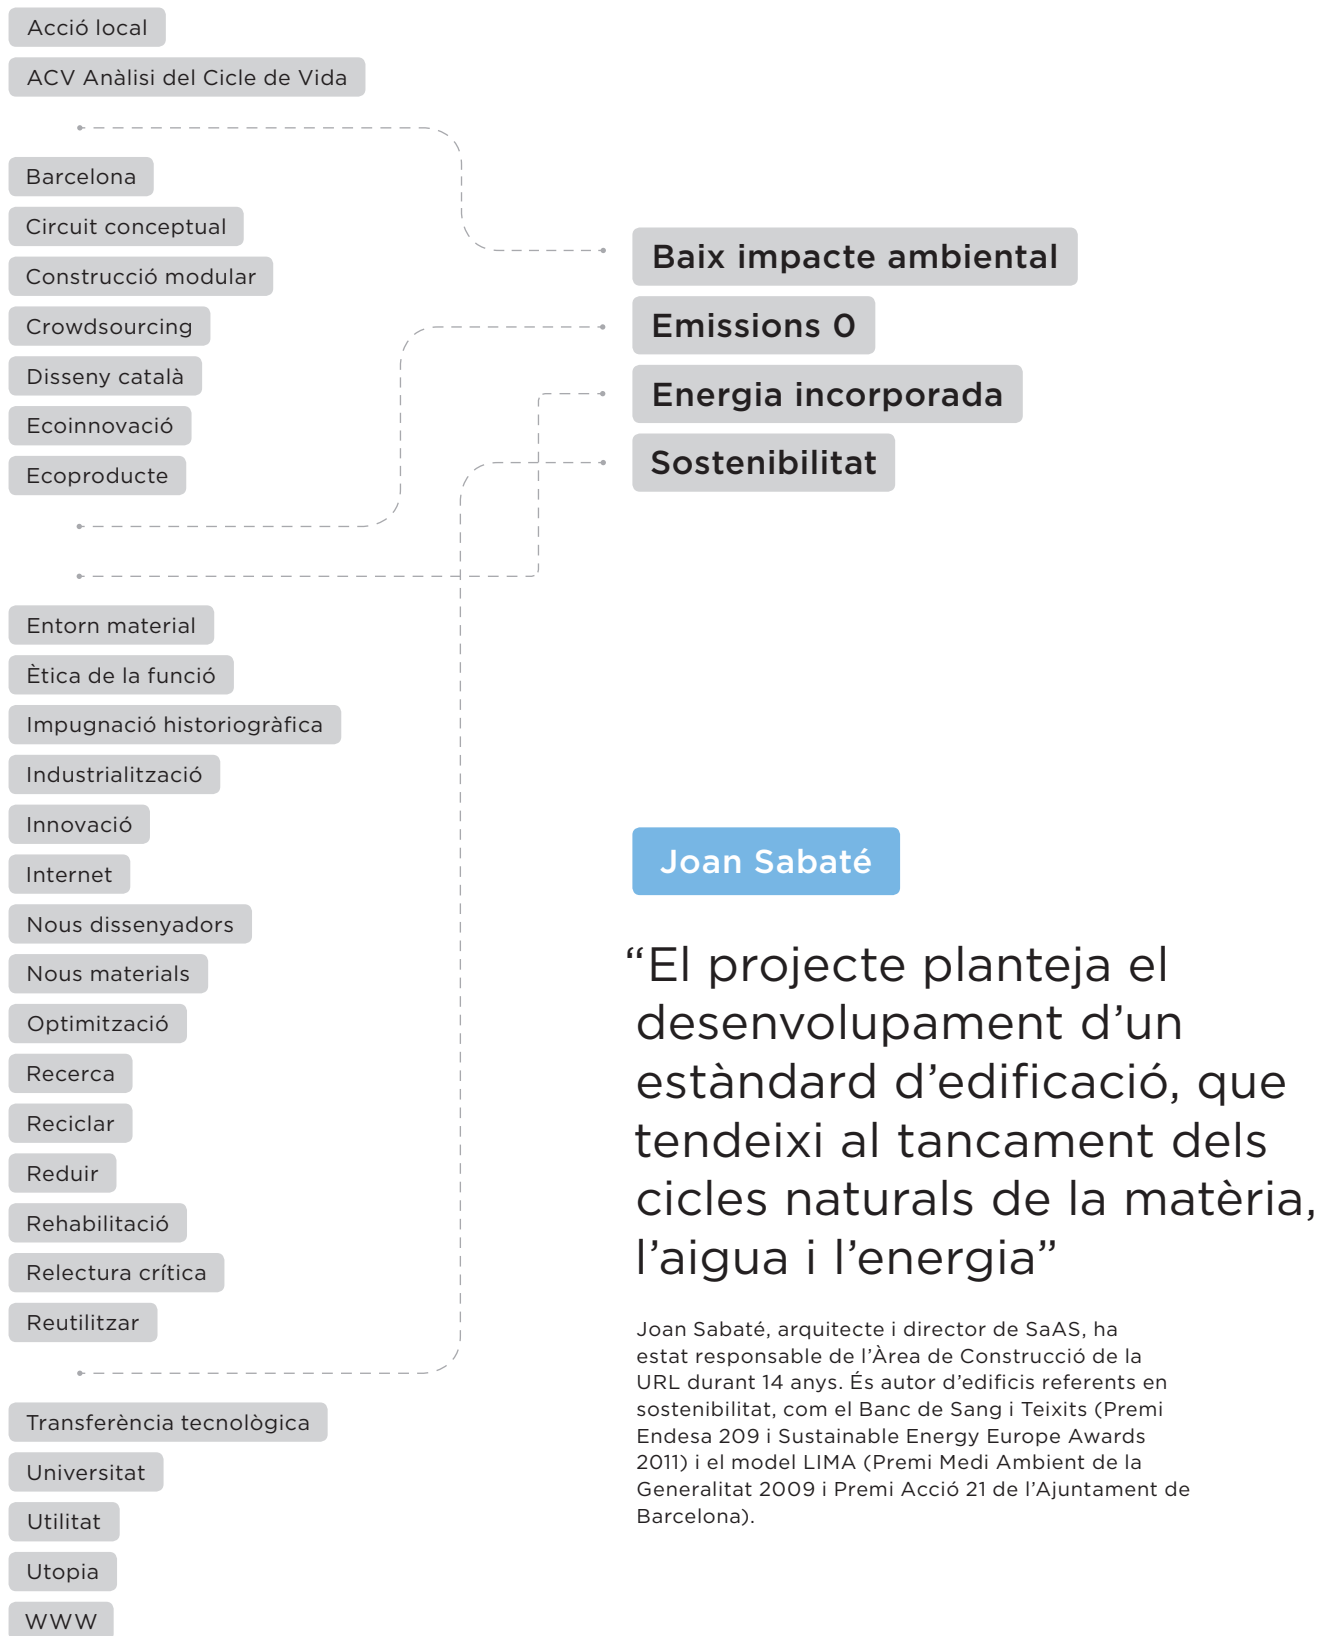 Acció local
ACV Anàlisi del Cicle de Vida
Barcelona
Circuit conceptual
Construcció modular
Crowdsourcing
Disseny català
Ecoinnovació
Ecoproducte
Entorn material
Ètica de la funció
Impugnació historiogràfica
Industrialització
Innovació
Internet
Nous dissenyadors
Nous materials
Optimització
Recerca
Reciclar
Reduir
Rehabilitació
Relectura crítica
Reutilitzar
Transferència tecnològica
Universitat
Utilitat
Utopia
WWW
Baix impacte ambiental
Emissions 0
Energia incorporada
Sostenibilitat
Joan Sabaté
“El projecte planteja el
desenvolupament d’un
estàndard d’edificació, que
tendeixi al tancament dels
cicles naturals de la matèria,
l’aigua i l’energia”
Joan Sabaté, arquitecte i director de SaAS, ha
estat responsable de l’Àrea de Construcció de la
URL durant 14 anys. És autor d’edificis referents en
sostenibilitat, com el Banc de Sang i Teixits (Premi
Endesa 209 i Sustainable Energy Europe Awards
2011) i el model LIMA (Premi Medi Ambient de la
Generalitat 2009 i Premi Acció 21 de l’Ajuntament de
Barcelona).